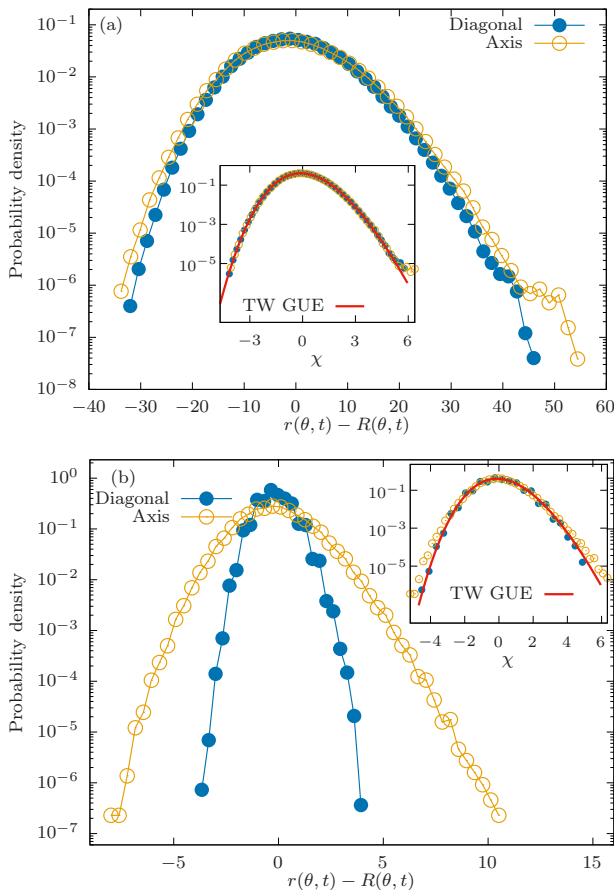 (a)
Diagonal
Axis
Probability density
10⁻¹
10⁻²
10⁻³
10⁻⁴
10⁻⁵
10⁻⁶
10⁻⁷
10⁻⁸
10⁻¹
10⁻³
10⁻⁵
TW GUE
−3 0 3 6
χ
−40 −30 −20 −10 0 10 20 30 40 50 60
r(θ, t) − R(θ, t)
(b)
Diagonal
Axis
Probability density
10⁰
10⁻¹
10⁻²
10⁻³
10⁻⁴
10⁻⁵
10⁻⁶
10⁻⁷
10⁻¹
10⁻³
10⁻⁵
TW GUE
−4 −2 0 2 4 6
χ
−5 0 5 10 15
r(θ, t) − R(θ, t)